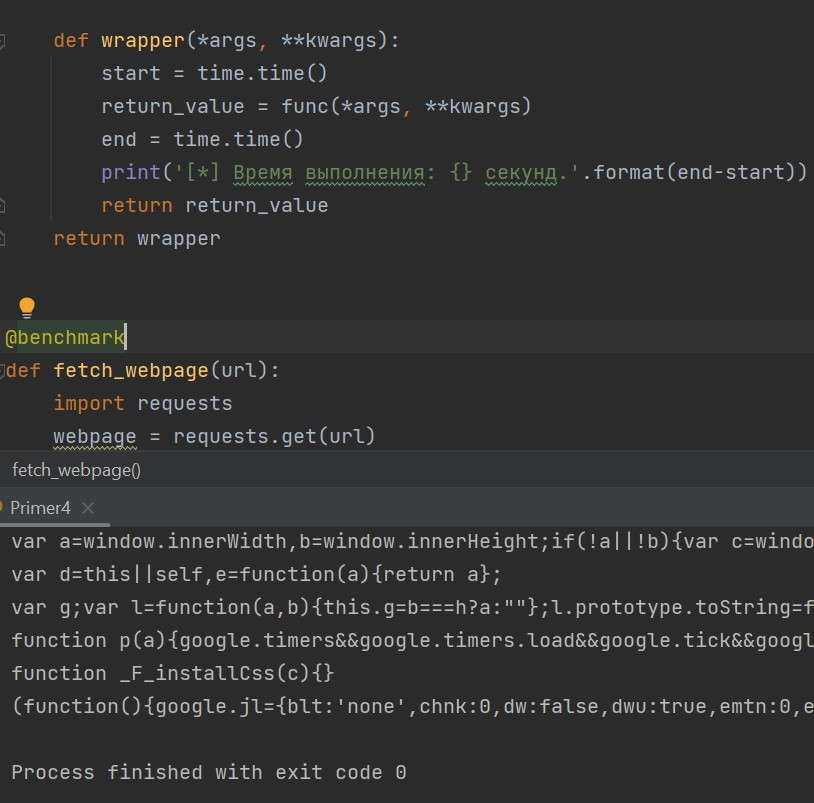 def wrapper(*args, **kwargs):
start = time.time()
return_value = func(*args, **kwargs)
end = time.time()
print('[*] Время выполнения: {} секунд.'.format(end-start))
return return_value
return wrapper
@benchmark
def fetch_webpage(url):
import requests
webpage = requests.get(url)
fetch_webpage()
Primer4
var a=window.innerWidth,b=window.innerHeight;if(!a||!b){var c=windo
var d=this||self,e=function(a){return a};
var g;var l=function(a,b){this.g=b===h?a:""};l.prototype.toString=f
function p(a){google.timers&&google.timers.load&&google.tick&&googl
function _F_installCss(c){}
(function(){google.jl={blt:'none',chnk:0,dw:false,dwu:true,emtn:0,e
Process finished with exit code 0